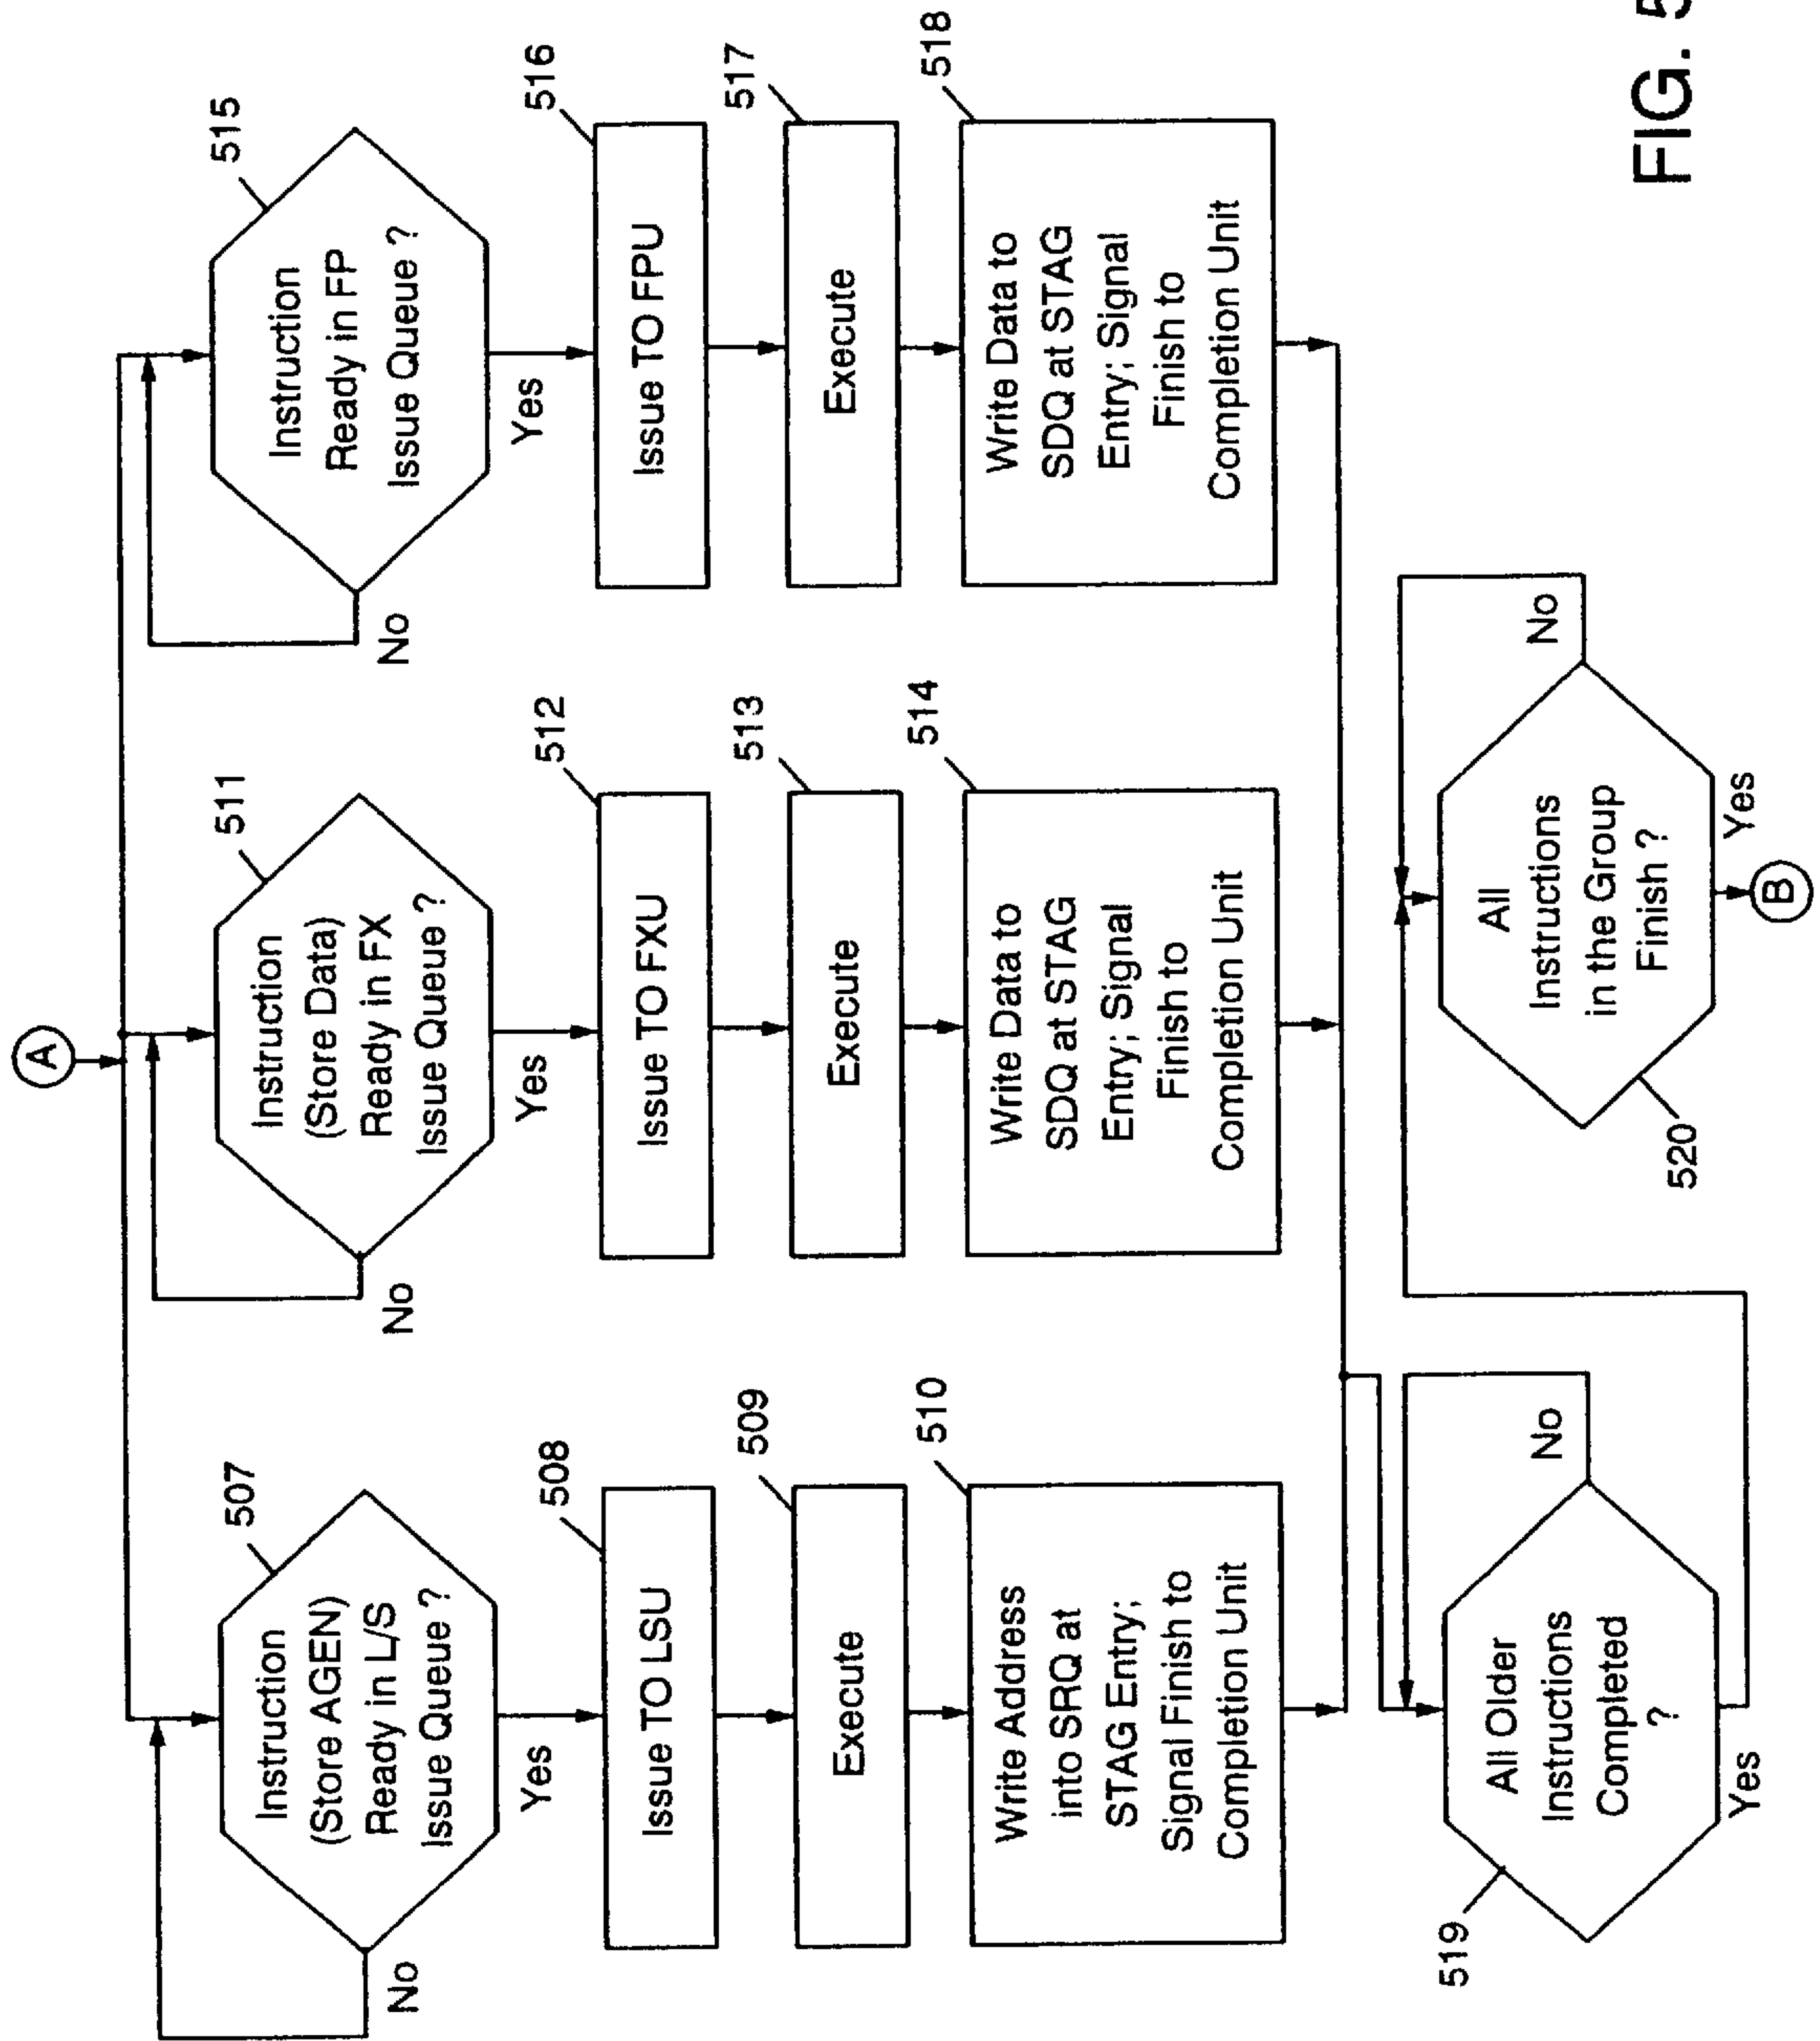 A
507
Instruction
(Store AGEN)
Ready in L/S
Issue Queue ?
No
Yes
508
Issue TO LSU
509
Execute
510
Write Address
into SRQ at
STAG Entry;
Signal Finish to
Completion Unit
511
Instruction
(Store Data)
Ready in FX
Issue Queue ?
No
Yes
512
Issue TO FXU
513
Execute
514
Write Data to
SDQ at STAG
Entry; Signal
Finish to
Completion Unit
515
Instruction
Ready in FP
Issue Queue ?
No
Yes
516
Issue TO FPU
517
Execute
518
Write Data to
SDQ at STAG
Entry; Signal
Finish to
Completion Unit
519
All Older
Instructions
Completed
?
No
Yes
520
All
Instructions
in the Group
Finish ?
No
Yes
B
FIG. 5